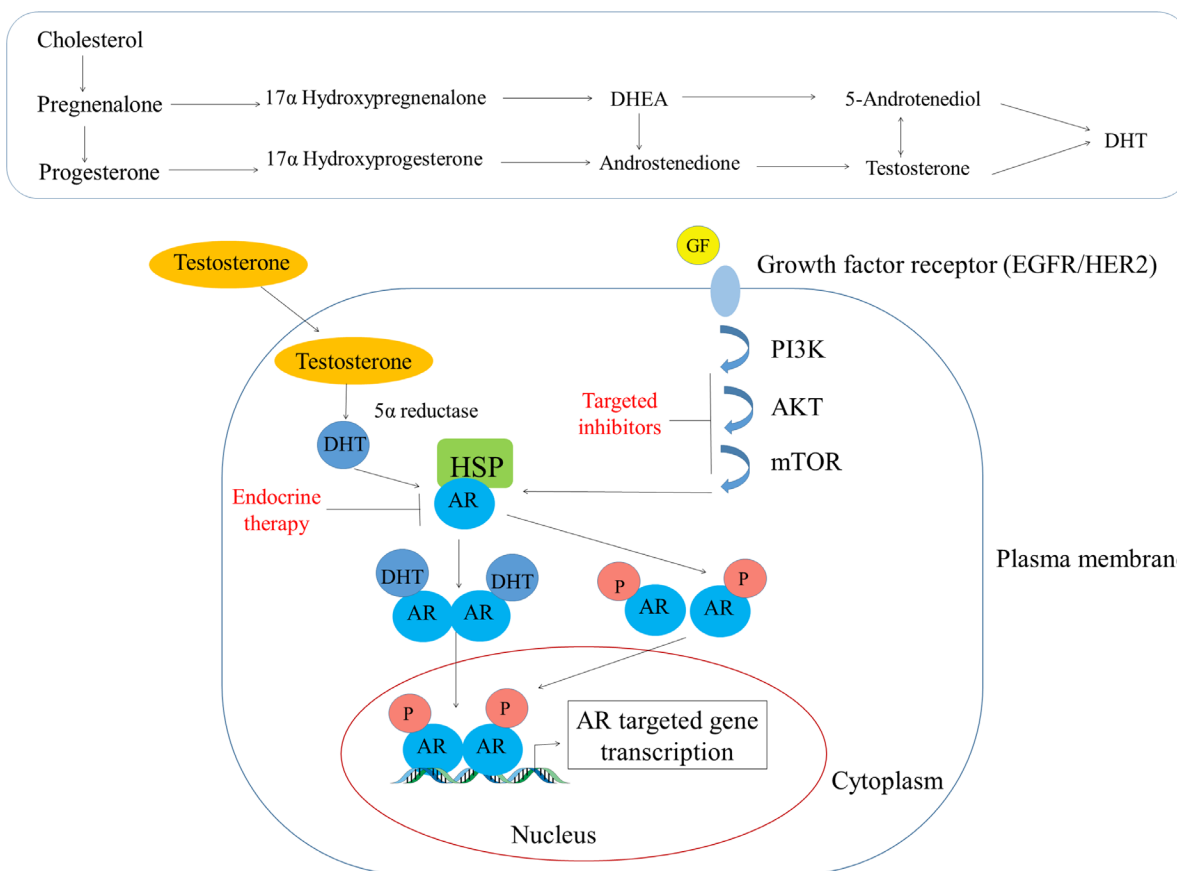 Cholesterol
Pregnenalone
17α Hydroxypregnenalone
DHEA
5-Androtenediol
DHT
Progesterone
17α Hydroxyprogesterone
Androstenedione
Testosterone
GF
Growth factor receptor (EGFR/HER2)
Testosterone
Testosterone
5α reductase
DHT
PI3K
Targeted
inhibitors
AKT
mTOR
HSP
AR
Endocrine
therapy
DHT
DHT
AR
AR
P
P
AR
AR
Plasma membrane
P
P
AR
AR
AR targeted gene
transcription
Cytoplasm
Nucleus